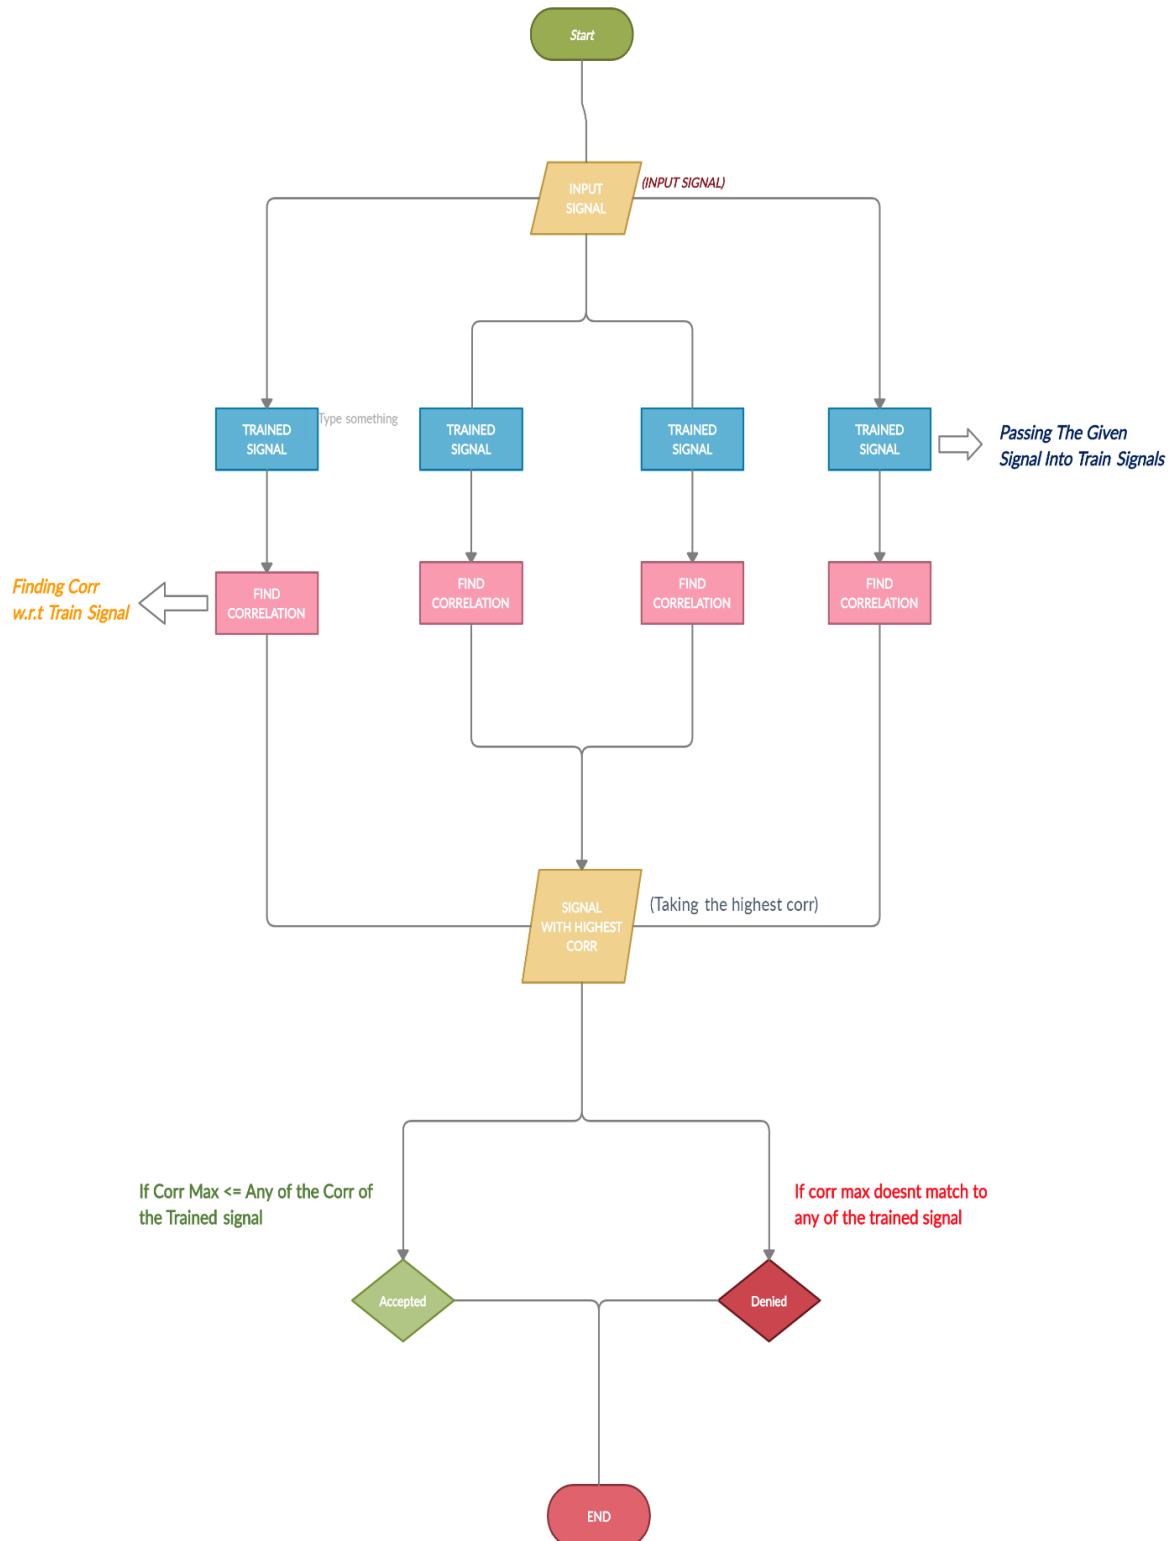 Start
INPUT
SIGNAL
(INPUT SIGNAL)
TRAINED
SIGNAL
Type something
TRAINED
SIGNAL
TRAINED
SIGNAL
TRAINED
SIGNAL
Passing The Given
Signal Into Train Signals
Finding Corr
w.r.t Train Signal
FIND
CORRELATION
FIND
CORRELATION
FIND
CORRELATION
FIND
CORRELATION
SIGNAL
WITH HIGHEST
CORR
(Taking the highest corr)
If Corr Max <= Any of the Corr of
the Trained signal
If corr max doesnt match to
any of the trained signal
Accepted
Denied
END